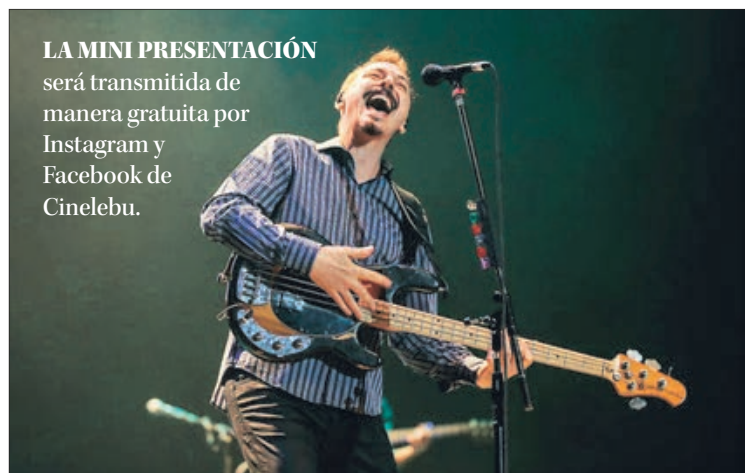 LA MINI PRESENTACIÓN
será transmitida de
manera gratuita por
Instagram y
Facebook de
Cinelebu.